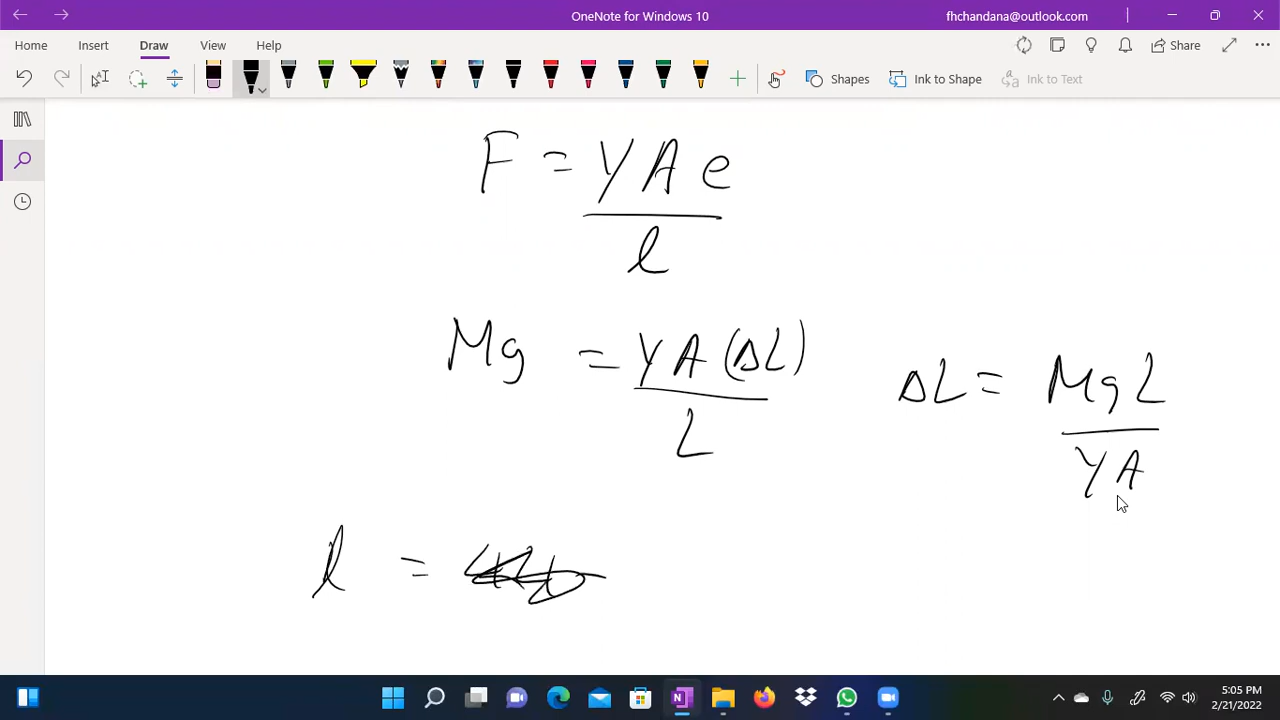 OneNote for Windows 10
fhchandana@outlook.com
Home Insert Draw View Help
Share
Shapes
Ink to Shape
Ink to Text
F = YAe
l
Mg = YA(ΔL)
L
ΔL = MgL
YA
l =
5:05 PM
2/21/2022